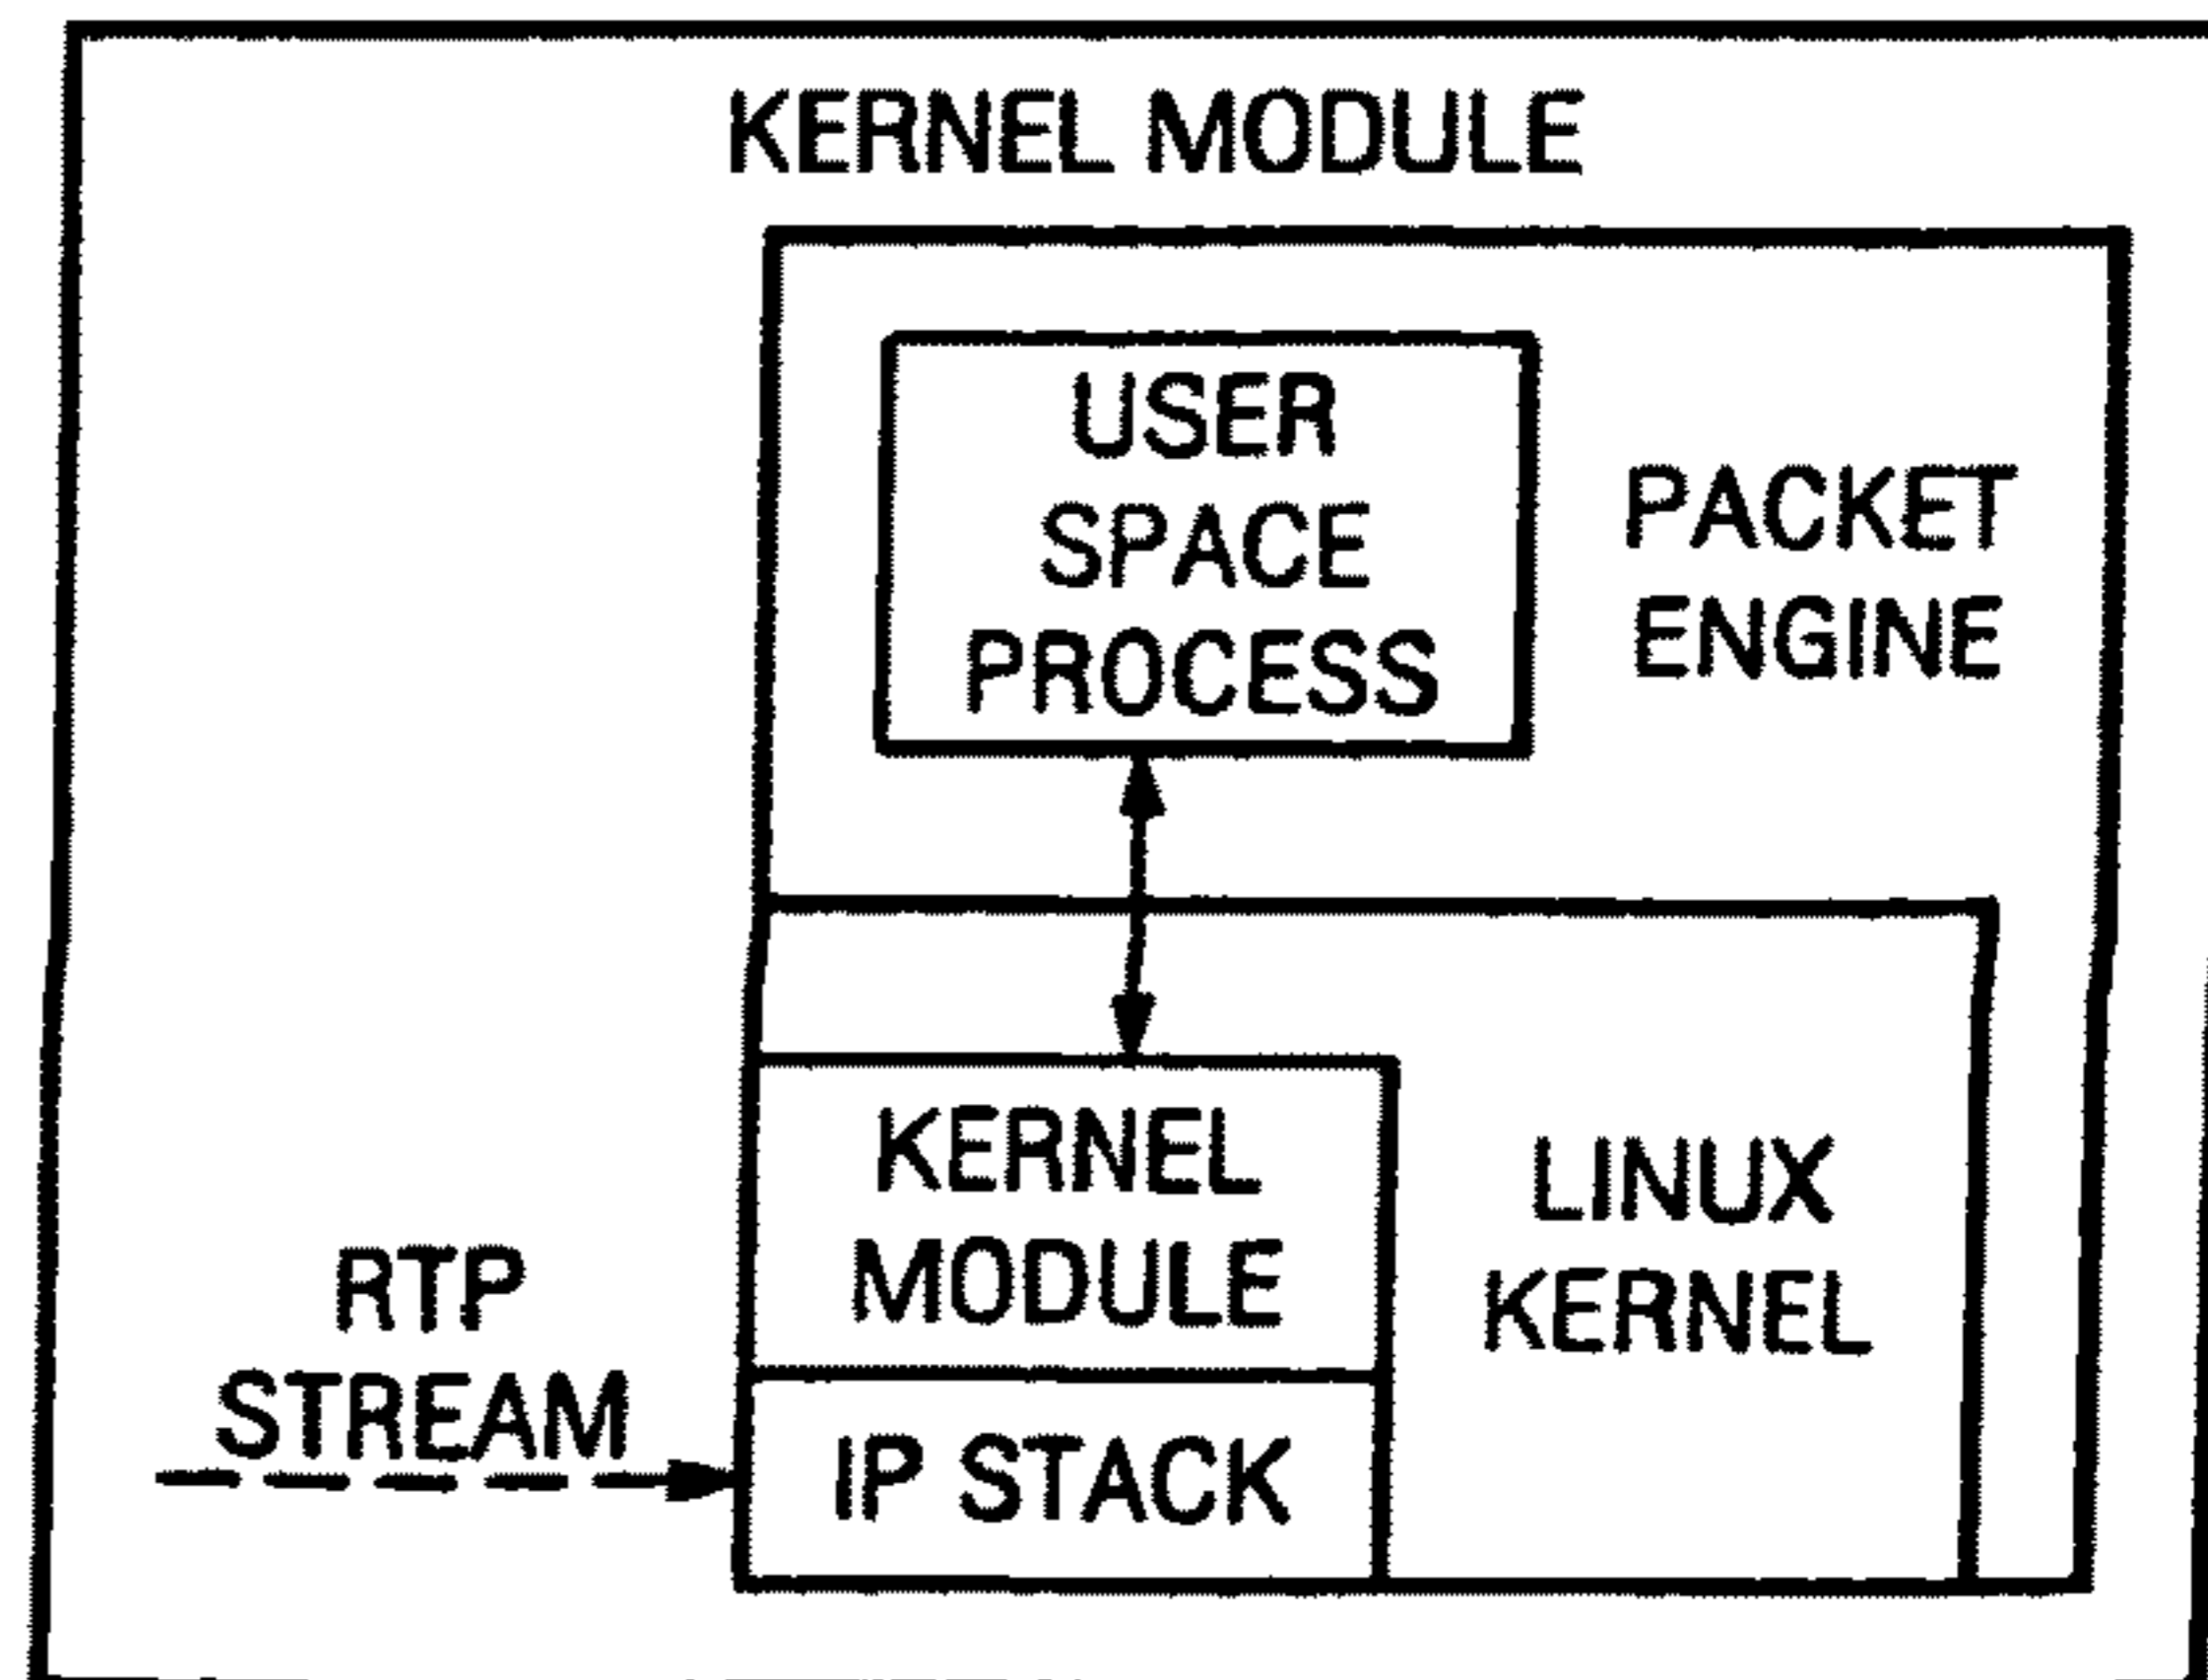 KERNEL MODULE
USER
SPACE
PROCESS
PACKET
ENGINE
KERNEL
MODULE
LINUX
KERNEL
RTP
STREAM
IP STACK